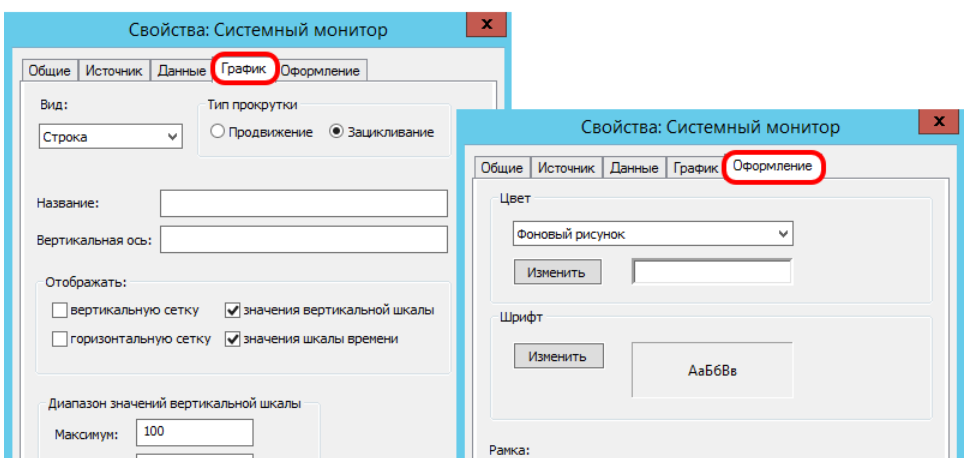 Свойства: Системный монитор
x
Общие Источник Данные График Оформление
Вид:
Строка
Тип прокрутки
Продвижение Зацикливание
Название:
Вертикальная ось:
Отображать:
вертикальную сетку значения вертикальной шкалы
горизонтальную сетку значения шкалы времени
Диапазон значений вертикальной шкалы
Максимум: 100
Свойства: Системный монитор
x
Общие Источник Данные График Оформление
Цвет
Фоновый рисунок
Изменить
Шрифт
Изменить
АаБбВв
Рамка: